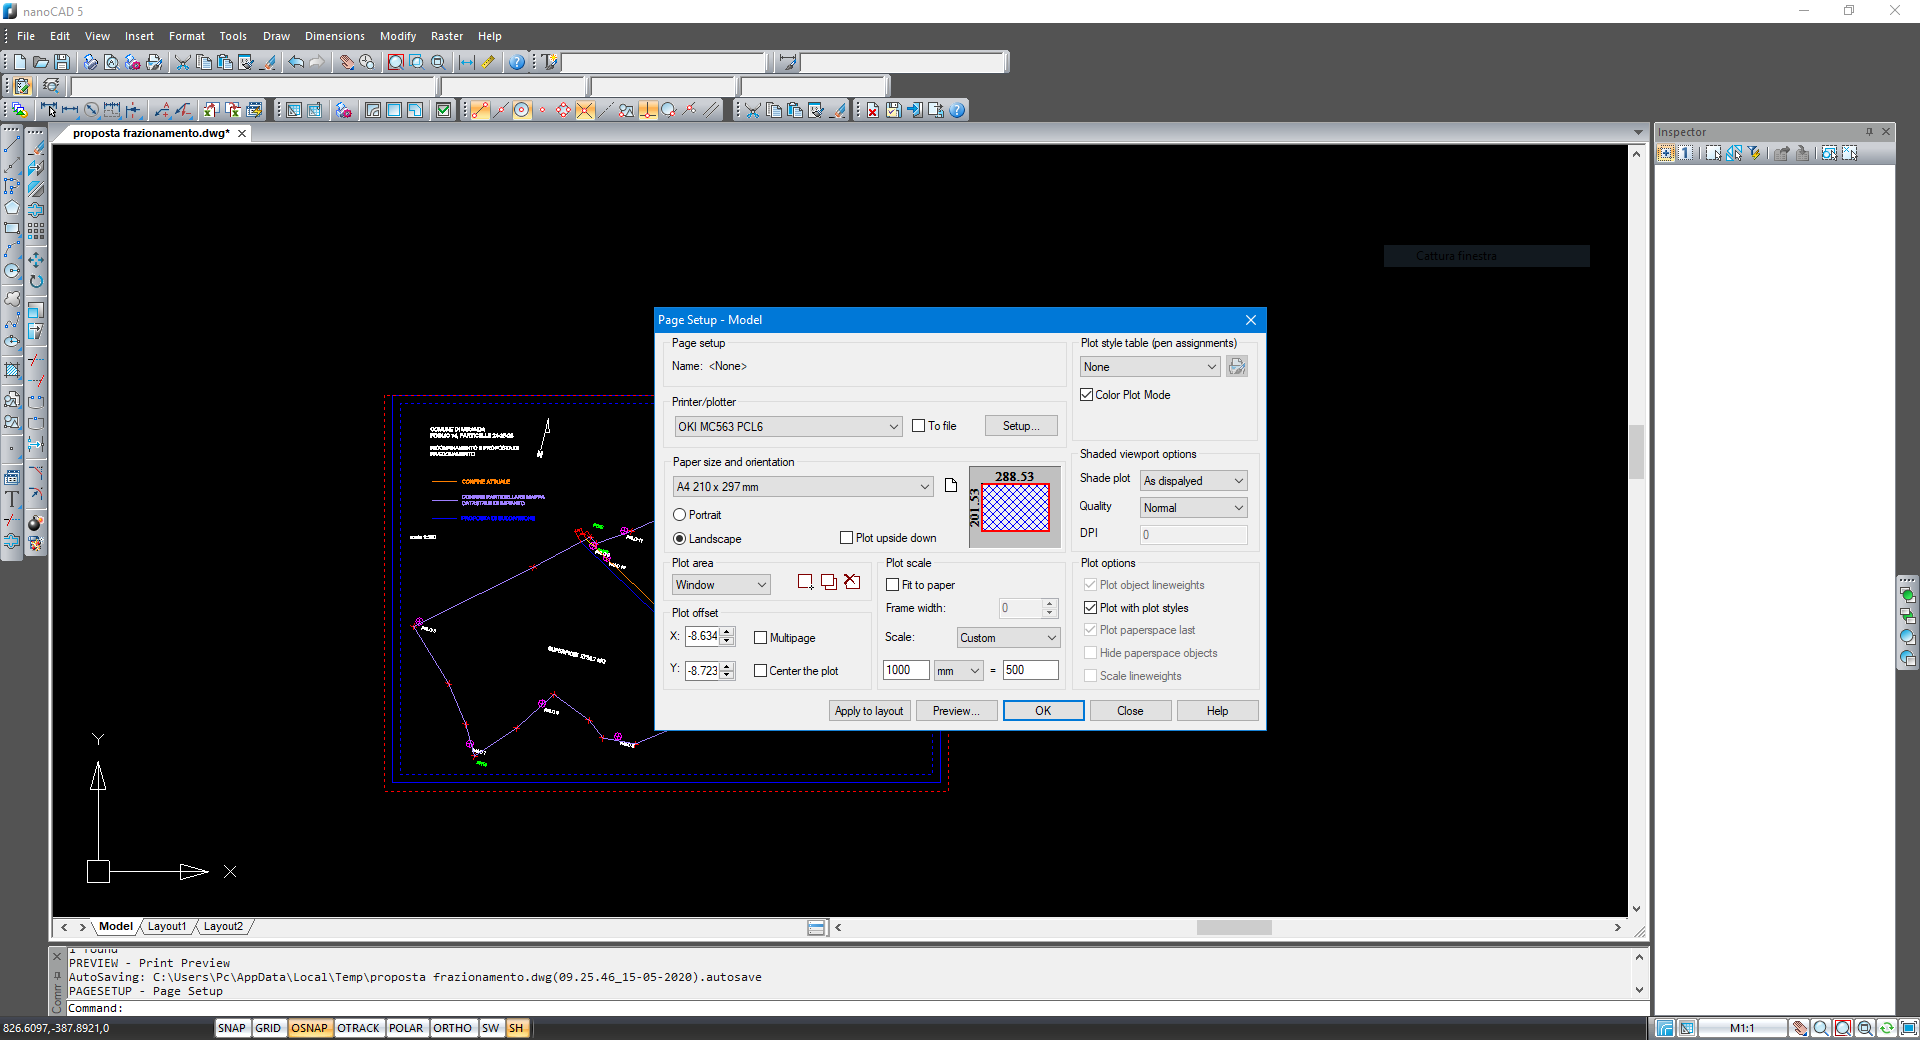 nanoCAD 5
File Edit View Insert Format Tools Draw Dimensions Modify Raster Help
proposta frazionamento.dwg*
Inspector
Cattura finestra
COMUNE DI MIRANDA
CONFINE ATTUALE
Page Setup - Model
Page setup
Name: <None>
Printer/plotter
OKI MC563 PCL6
To file
Setup...
Paper size and orientation
A4 210 x 297 mm
Portrait
Landscape
Plot upside down
288.53
201.53
Plot area
Window
Plot offset
X: -8.634
Multipage
Y: -8.723
Center the plot
Plot scale
Fit to paper
Frame width: 0
Scale: Custom
1000 mm = 500
Plot style table (pen assignments)
None
Color Plot Mode
Shaded viewport options
Shade plot As dispalyed
Quality Normal
DPI 0
Plot options
Plot object lineweights
Plot with plot styles
Plot paperspace last
Hide paperspace objects
Scale lineweights
Apply to layout Preview... OK Close Help
Y
X
Model Layout1 Layout2
1 found
PREVIEW - Print Preview
AutoSaving: C:\Users\Pc\AppData\Local\Temp\proposta frazionamento.dwg(09.25.46_15-05-2020).autosave
PAGESETUP - Page Setup
Command:
826.6097,-387.8921,0 SNAP GRID OSNAP OTRACK POLAR ORTHO SW SH M1:1